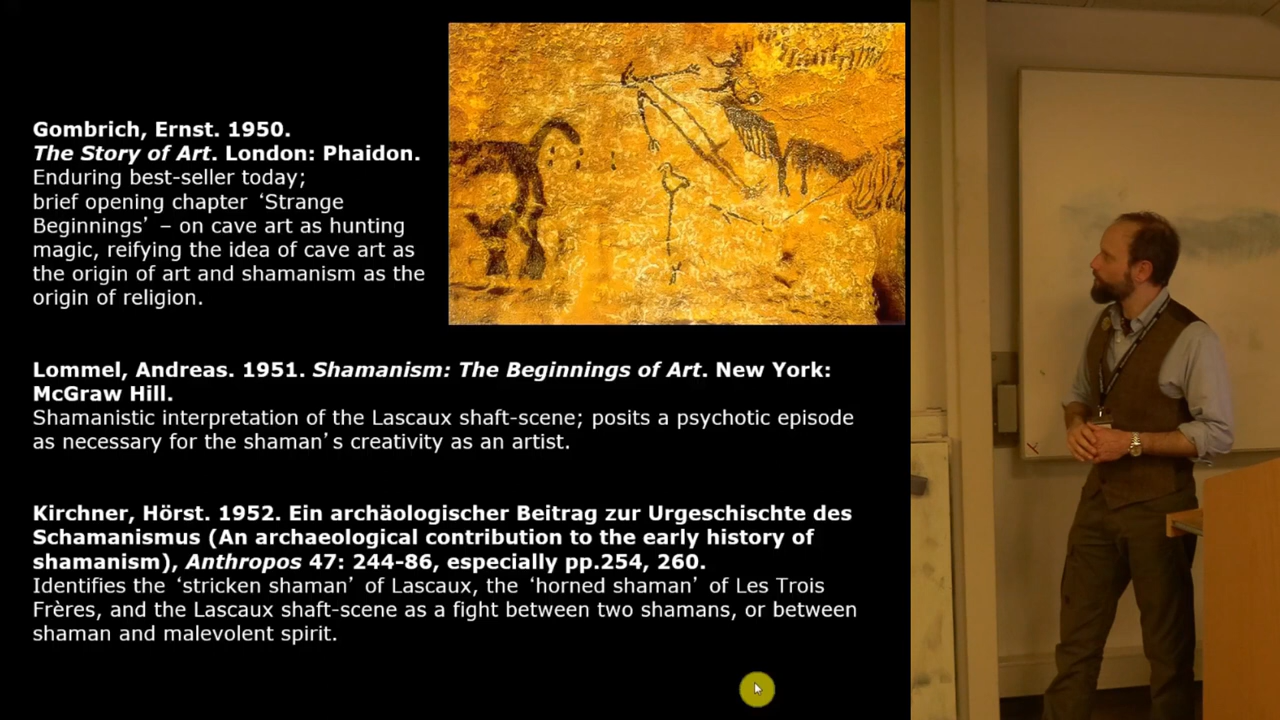 Gombrich, Ernst. 1950.
The Story of Art. London: Phaidon.
Enduring best-seller today;
brief opening chapter ‘Strange
Beginnings’ – on cave art as hunting
magic, reifying the idea of cave art as
the origin of art and shamanism as the
origin of religion.
Lommel, Andreas. 1951. Shamanism: The Beginnings of Art. New York:
McGraw Hill.
Shamanistic interpretation of the Lascaux shaft-scene; posits a psychotic episode
as necessary for the shaman’s creativity as an artist.
Kirchner, Hörst. 1952. Ein archäologischer Beitrag zur Urgeschischte des
Schamanismus (An archaeological contribution to the early history of
shamanism), Anthropos 47: 244-86, especially pp.254, 260.
Identifies the ‘stricken shaman’ of Lascaux, the ‘horned shaman’ of Les Trois
Frères, and the Lascaux shaft-scene as a fight between two shamans, or between
shaman and malevolent spirit.